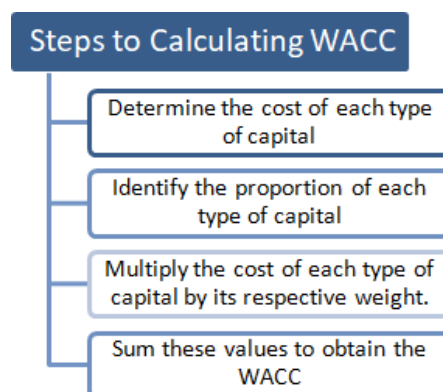 Steps to Calculating WACC
Determine the cost of each type
of capital
Identify the proportion of each
type of capital
Multiply the cost of each type of
capital by its respective weight.
Sum these values to obtain the
WACC